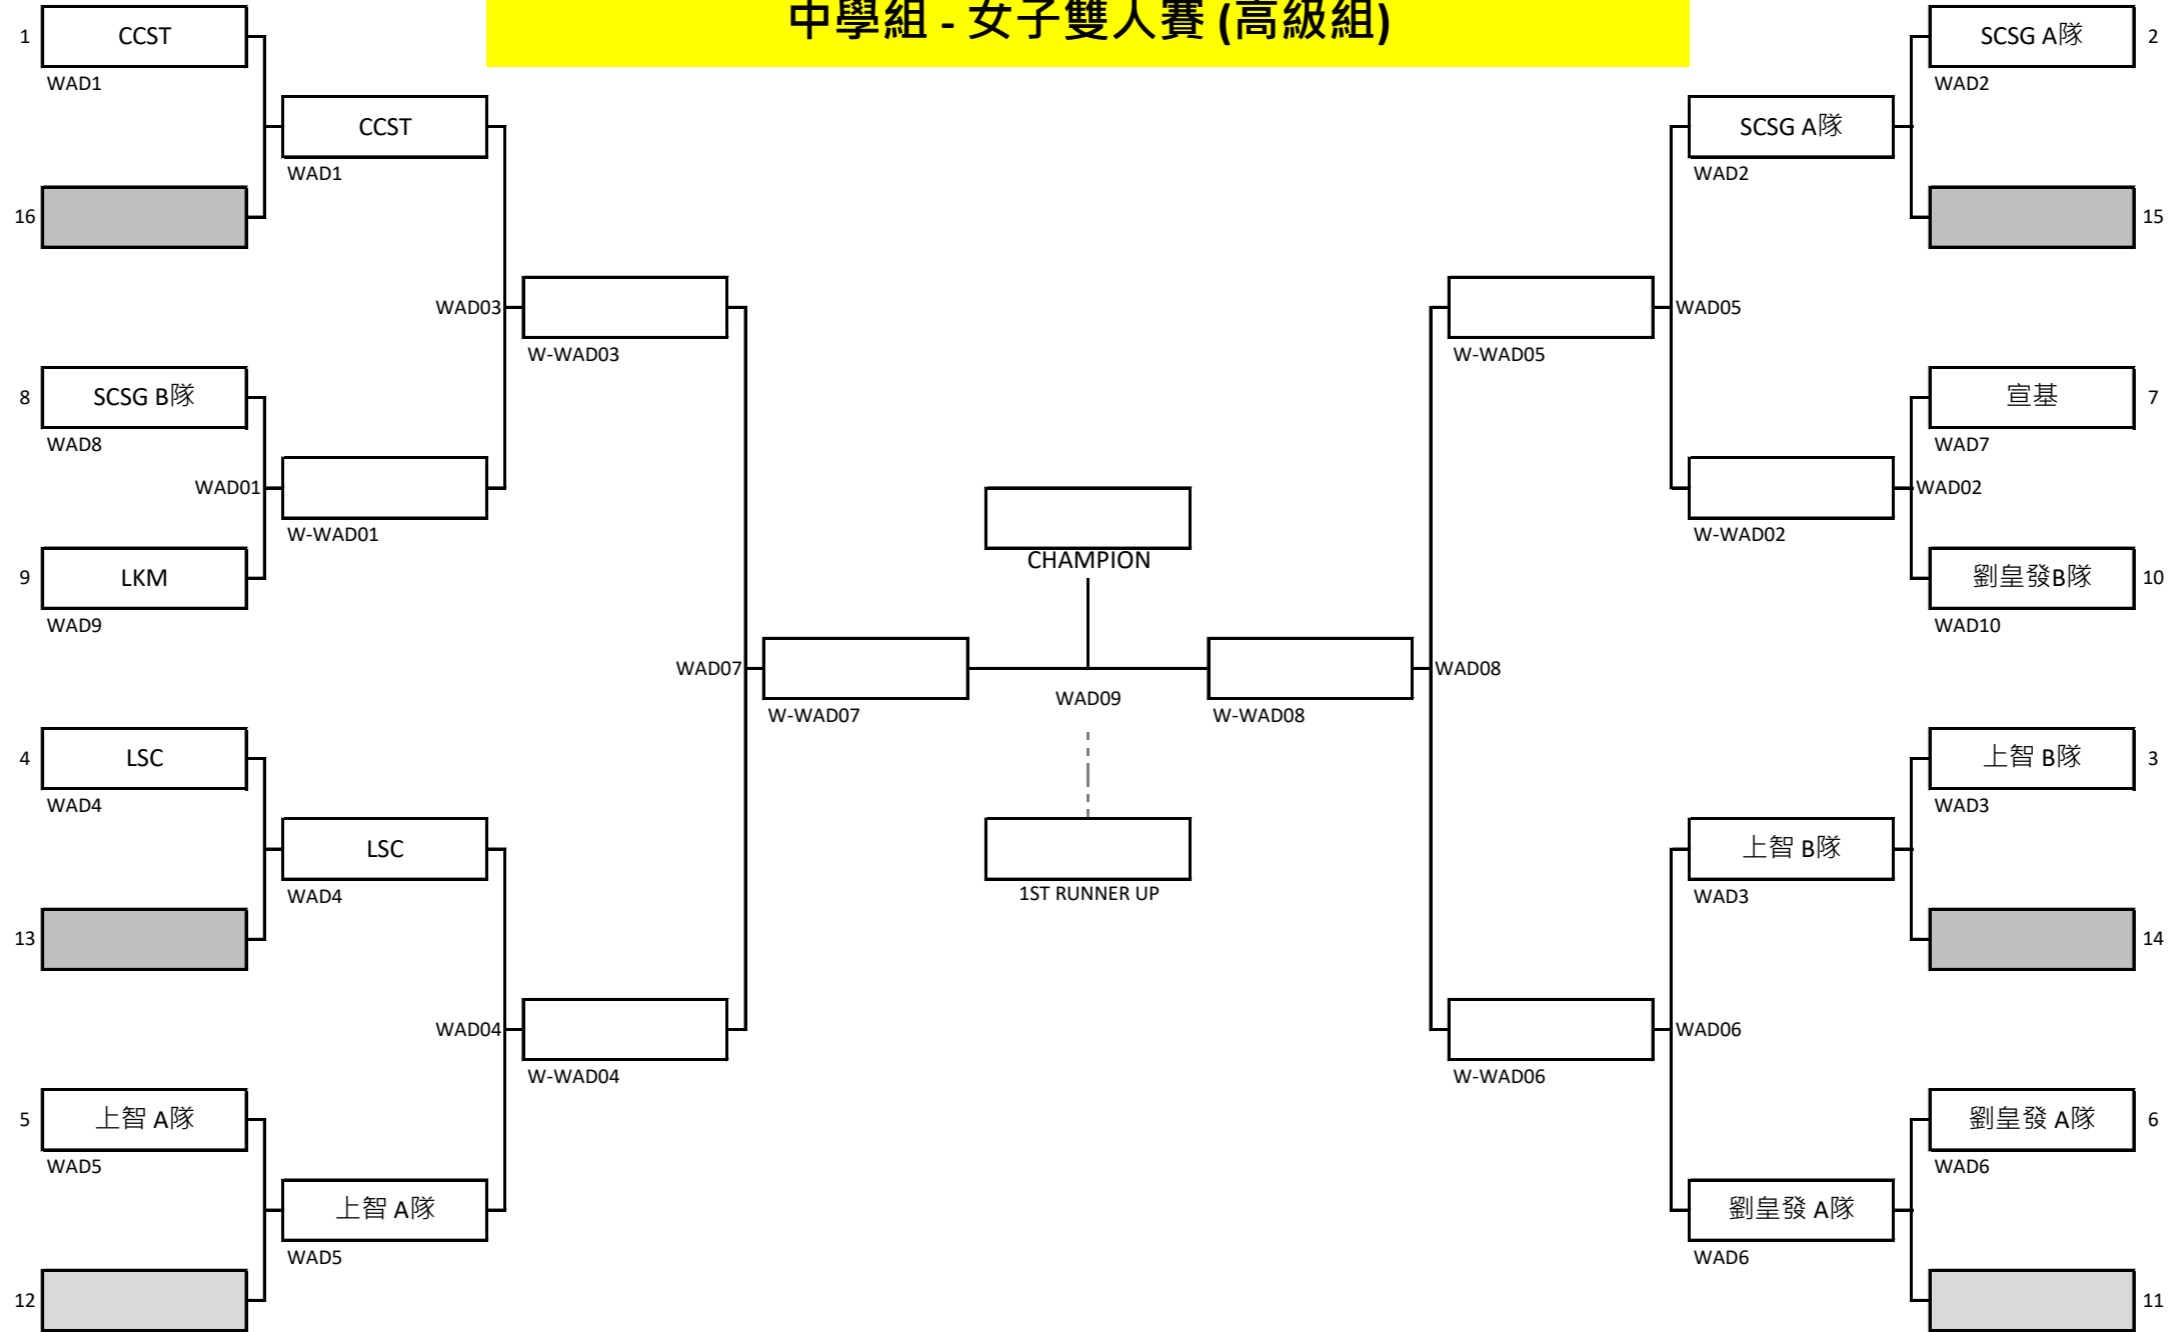 中學組 - 女子雙人賽 (高級組)
1
CCST
WAD1
CCST
WAD1
16
WAD03
W-WAD03
8
SCSG B隊
WAD8
WAD01
W-WAD01
9
LKM
WAD9
WAD07
W-WAD07
4
LSC
WAD4
LSC
WAD4
13
WAD04
W-WAD04
5
上智 A隊
WAD5
上智 A隊
WAD5
12
CHAMPION
WAD09
1ST RUNNER UP
SCSG A隊
2
WAD2
SCSG A隊
WAD2
15
WAD05
W-WAD05
宣基
7
WAD7
WAD02
W-WAD02
劉皇發B隊
10
WAD10
WAD08
W-WAD08
上智 B隊
3
WAD3
上智 B隊
WAD3
14
WAD06
W-WAD06
劉皇發 A隊
6
WAD6
劉皇發 A隊
WAD6
11